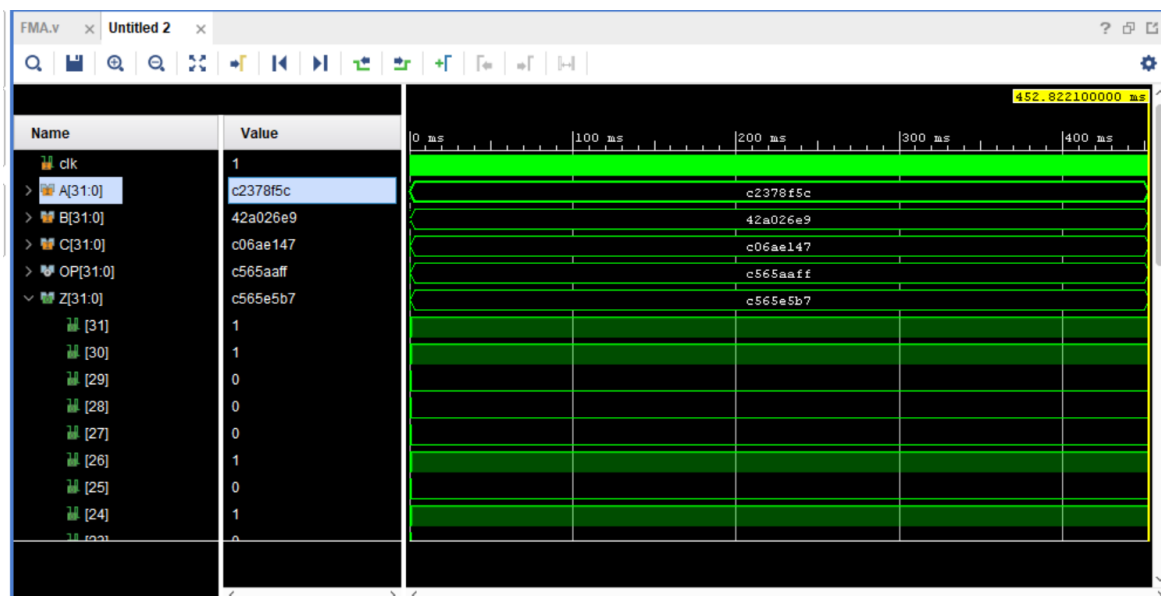 FMA.v × Untitled 2 ×
?
452.822100000 ms
Name Value 0 ms 100 ms 200 ms 300 ms 400 ms
clk 1
> A[31:0] c2378f5c c2378f5c
> B[31:0] 42a026e9 42a026e9
> C[31:0] c06ae147 c06ae147
> OP[31:0] c565aaff c565aaff
Z[31:0] c565e5b7 c565e5b7
[31] 1
[30] 1
[29] 0
[28] 0
[27] 0
[26] 1
[25] 0
[24] 1